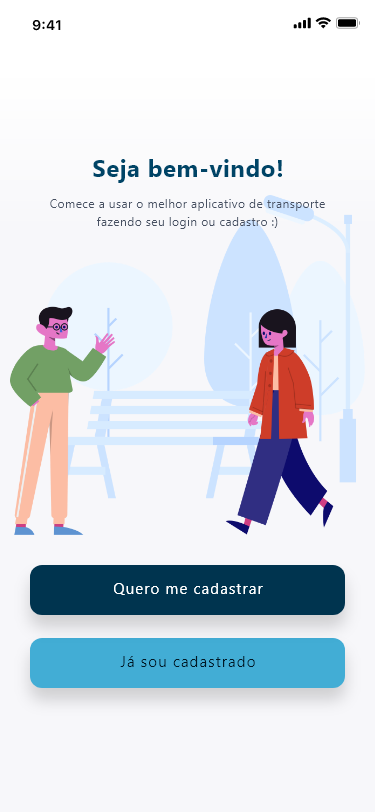 9:41
Seja bem-vindo!
Comece a usar o melhor aplicativo de transporte
fazendo seu login ou cadastro :)
Quero me cadastrar
Já sou cadastrado